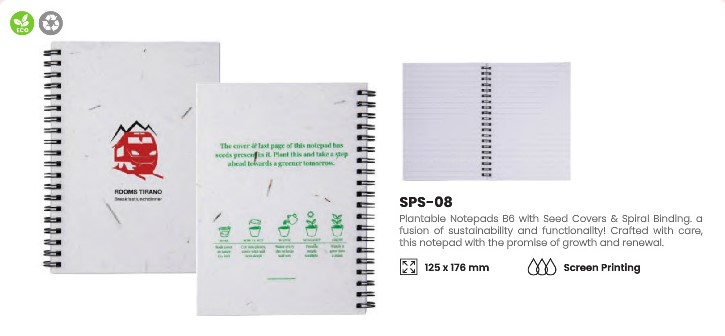 ECO
ROOMS TIRANO
The cover & last page of this notepad has
seeds present in it. Plant this and take a step
ahead towards a greener tomorrow.
SPS-08
Plantable Notepads B6 with Seed Covers & Spiral Binding. a
fusion of sustainability and functionality! Crafted with care,
this notepad with the promise of growth and renewal.
125 x 176 mm
Screen Printing